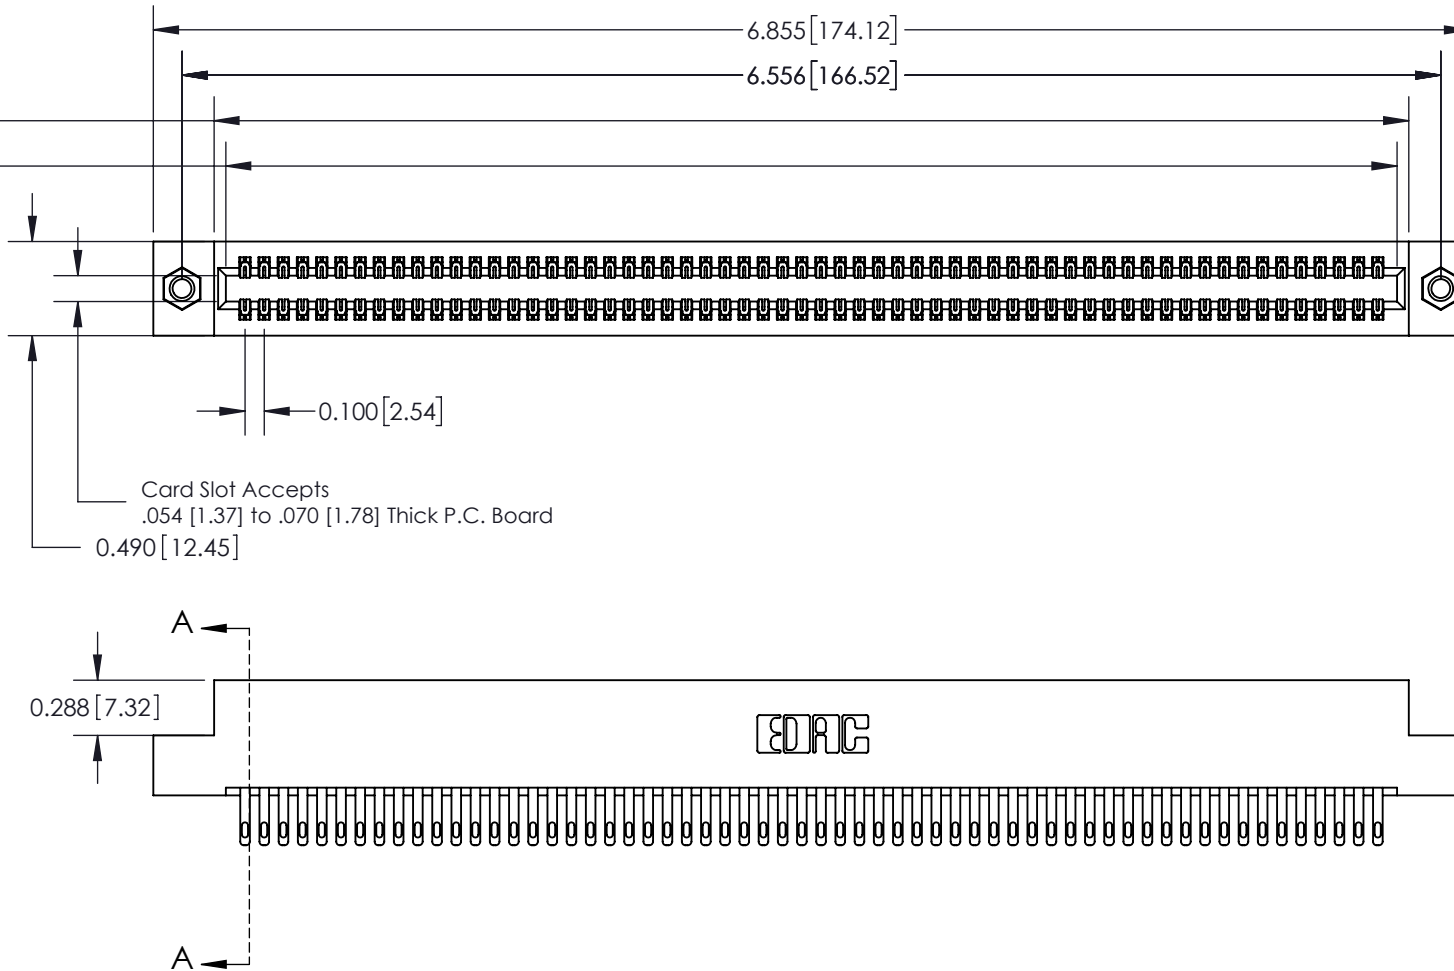 6.855[174.12]
6.556[166.52]
0.100[2.54]
Card Slot Accepts
.054 [1.37] to .070 [1.78] Thick P.C. Board
0.490[12.45]
A
0.288[7.32]
EDAC
A